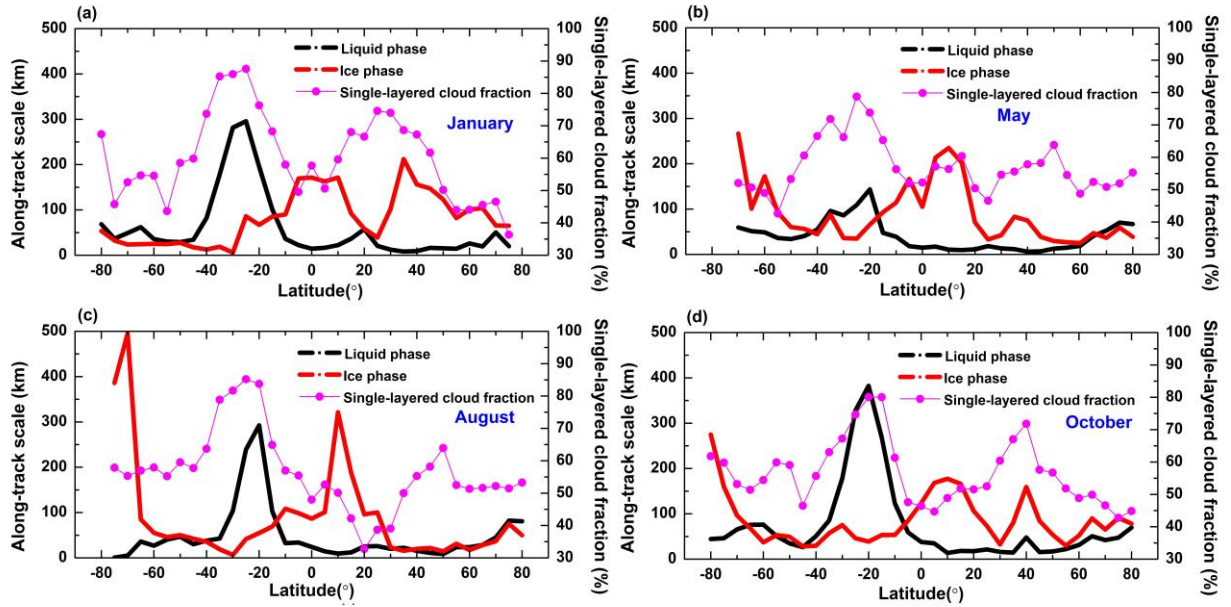 (a)
Along-track scale (km)
500
400
300
200
100
0
Liquid phase
Ice phase
Single-layered cloud fraction
January
100
90
80
70
60
50
40
30
Single-layered cloud fraction (%)
-80 -60 -40 -20 0 20 40 60 80
Latitude(°)
(b)
Along-track scale (km)
500
400
300
200
100
0
Liquid phase
Ice phase
Single-layered cloud fraction
May
100
90
80
70
60
50
40
30
Single-layered cloud fraction (%)
-80 -60 -40 -20 0 20 40 60 80
Latitude(°)
(c)
Along-track scale (km)
500
400
300
200
100
0
Liquid phase
Ice phase
Single-layered cloud fraction
August
100
90
80
70
60
50
40
30
Single-layered cloud fraction (%)
-80 -60 -40 -20 0 20 40 60 80
Latitude(°)
(d)
Along-track scale (km)
500
400
300
200
100
0
Liquid phase
Ice phase
Single-layered cloud fraction
October
100
90
80
70
60
50
40
30
Single-layered cloud fraction (%)
-80 -60 -40 -20 0 20 40 60 80
Latitude(°)